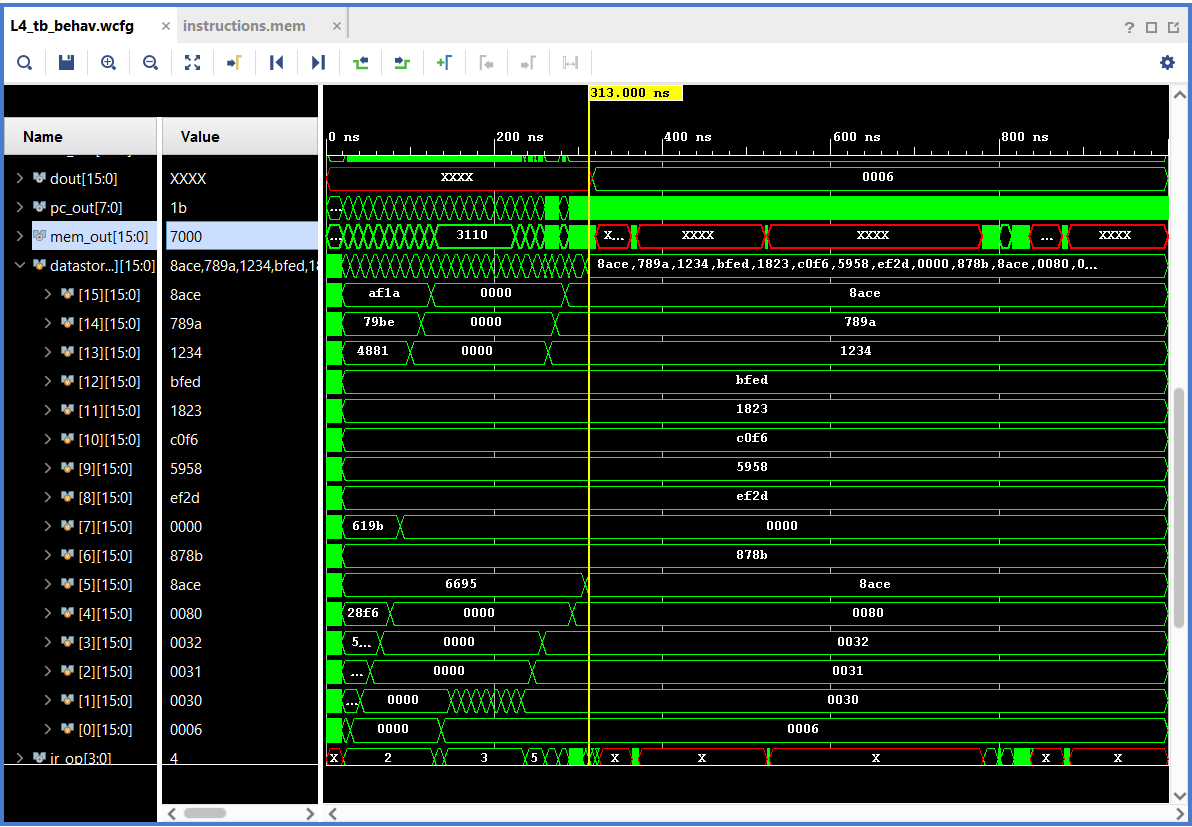 L4_tb_behav.wcfg × instructions.mem ×
?
313.000 ns
Name Value
0 ns 200 ns 400 ns 600 ns 800 ns
dout[15:0] XXXX XXXX 0006
pc_out[7:0] 1b ...
mem_out[15:0] 7000 ... 3110 X... XXXX XXXX ... XXXX
datastor...][15:0] 8ace,789a,1234,bfed,18 8ace,789a,1234,bfed,1823,c0f6,5958,ef2d,0000,878b,8ace,0080,0...
[15][15:0] 8ace af1a 0000 8ace
[14][15:0] 789a 79be 0000 789a
[13][15:0] 1234 4881 0000 1234
[12][15:0] bfed bfed
[11][15:0] 1823 1823
[10][15:0] c0f6 c0f6
[9][15:0] 5958 5958
[8][15:0] ef2d ef2d
[7][15:0] 0000 619b 0000
[6][15:0] 878b 878b
[5][15:0] 8ace 6695 8ace
[4][15:0] 0080 28f6 0000 0080
[3][15:0] 0032 5... 0000 0032
[2][15:0] 0031 ... 0000 0031
[1][15:0] 0030 ... 0000 0030
[0][15:0] 0006 0000 0006
ir_op[3:0] 4 X 2 3 5 X X X X X